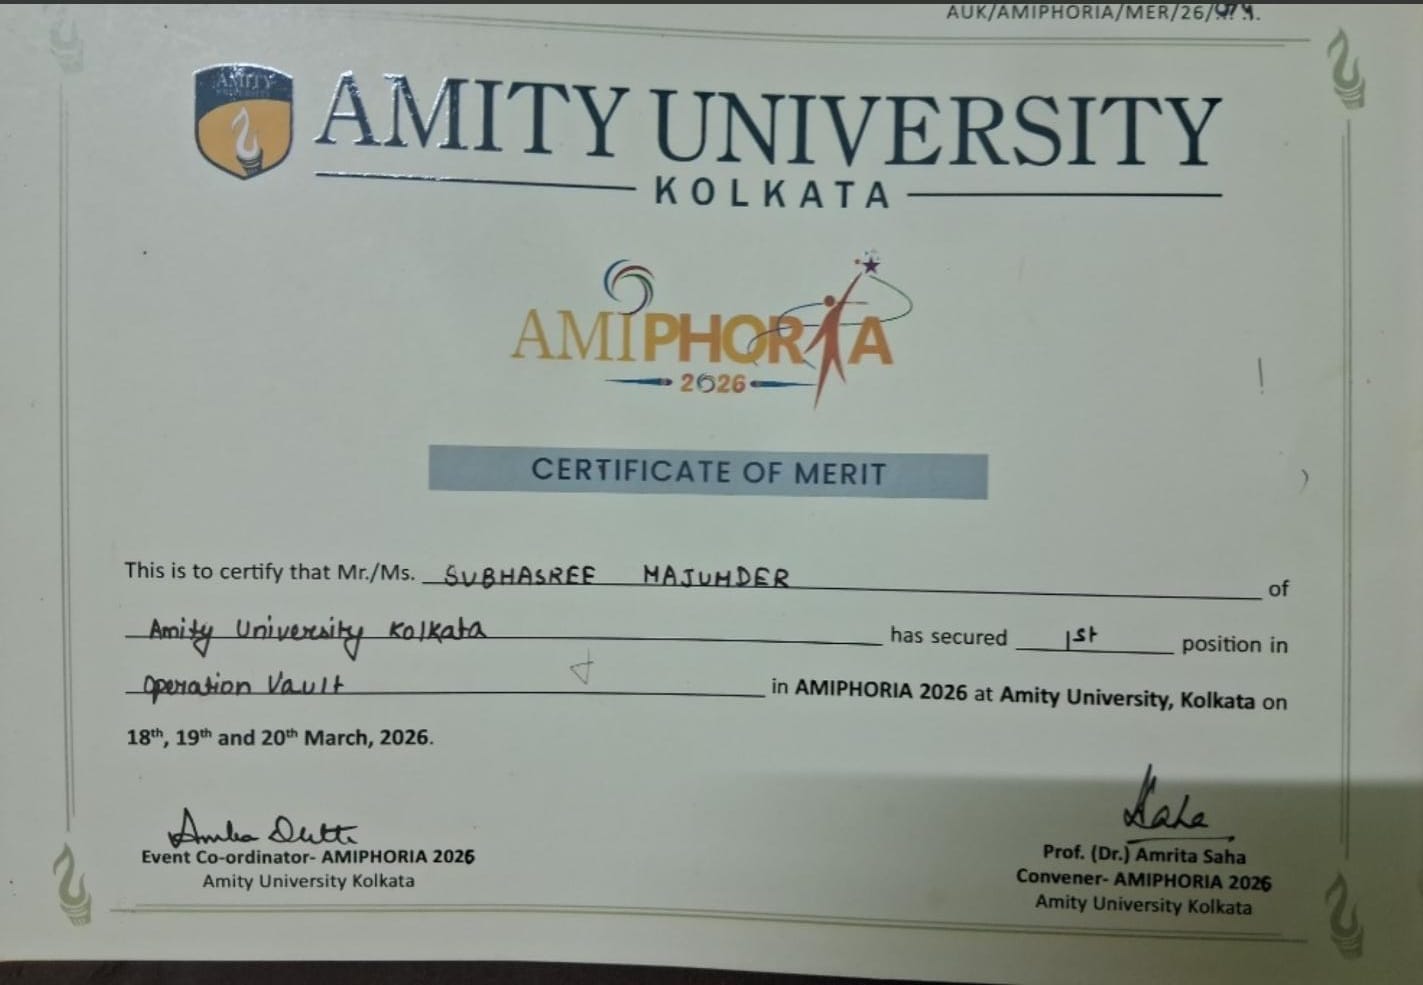 AUK/AMIPHORIA/MER/26/
AMITY
AMITY UNIVERSITY
KOLKATA
AMIPHORIA
2026
CERTIFICATE OF MERIT
This is to certify that Mr./Ms. SUBHASREE MAJUMDER of
Amity University Kolkata has secured 1st position in
Operation Vault in AMIPHORIA 2026 at Amity University, Kolkata on
18th, 19th and 20th March, 2026.
Saha
Event Co-ordinator- AMIPHORIA 2026
Amity University Kolkata
Prof. (Dr.) Amrita Saha
Convener- AMIPHORIA 2026
Amity University Kolkata